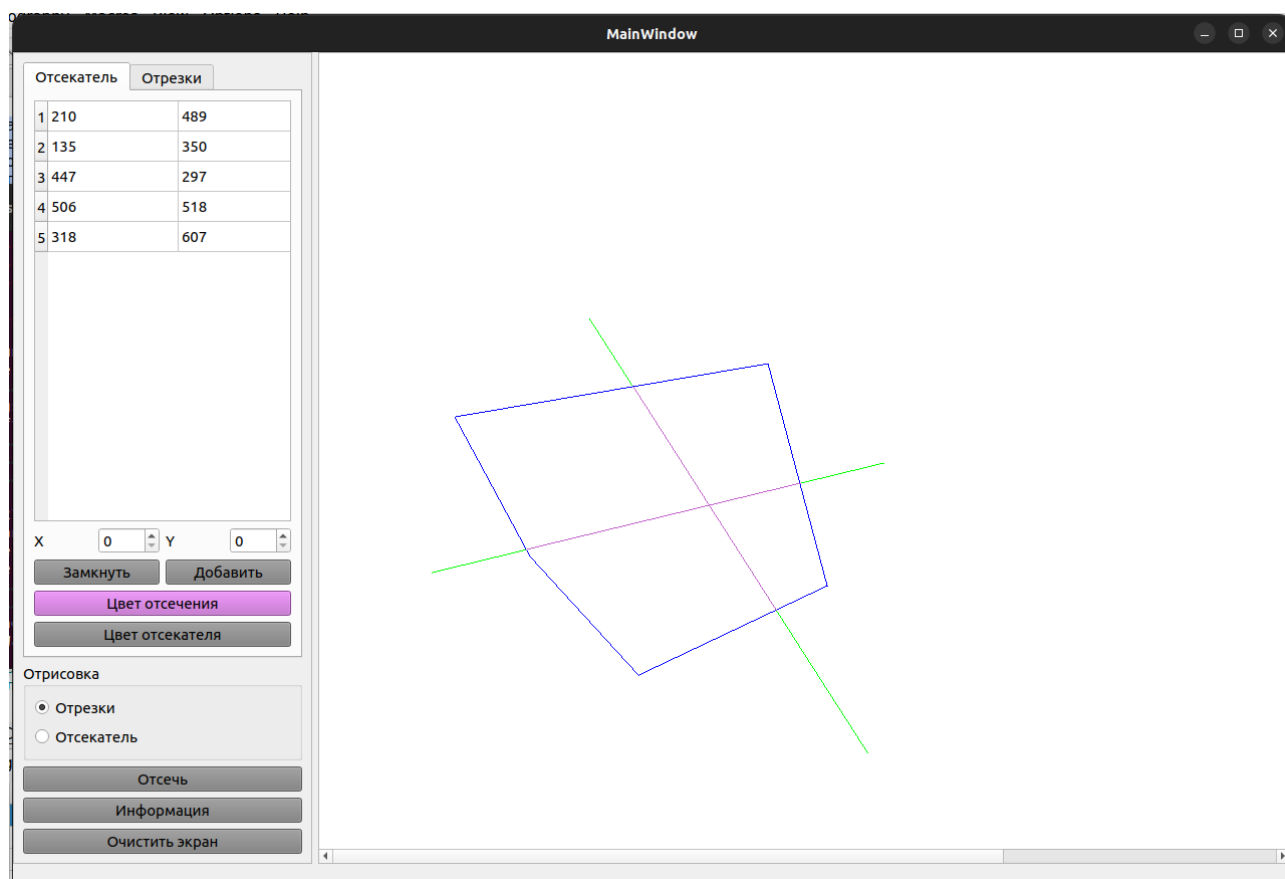 MainWindow
Отсекатель Отрезки
1 210 489
2 135 350
3 447 297
4 506 518
5 318 607
X 0 Y 0
Замкнуть Добавить
Цвет отсечения
Цвет отсекателя
Отрисовка
Отрезки
Отсекатель
Отсечь
Информация
Очистить экран